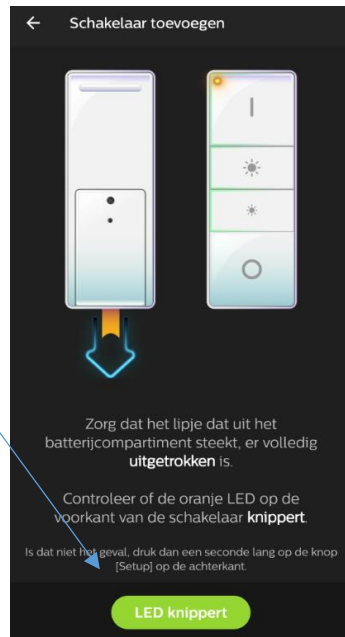 Schakelaar toevoegen
Zorg dat het lipje dat uit het
batterijcompartiment steekt, er volledig
uitgetrokken is.
Controleer of de oranje LED op de
voorkant van de schakelaar knippert.
Is dat niet het geval, druk dan een seconde lang op de knop
[Setup] op de achterkant.
LED knippert